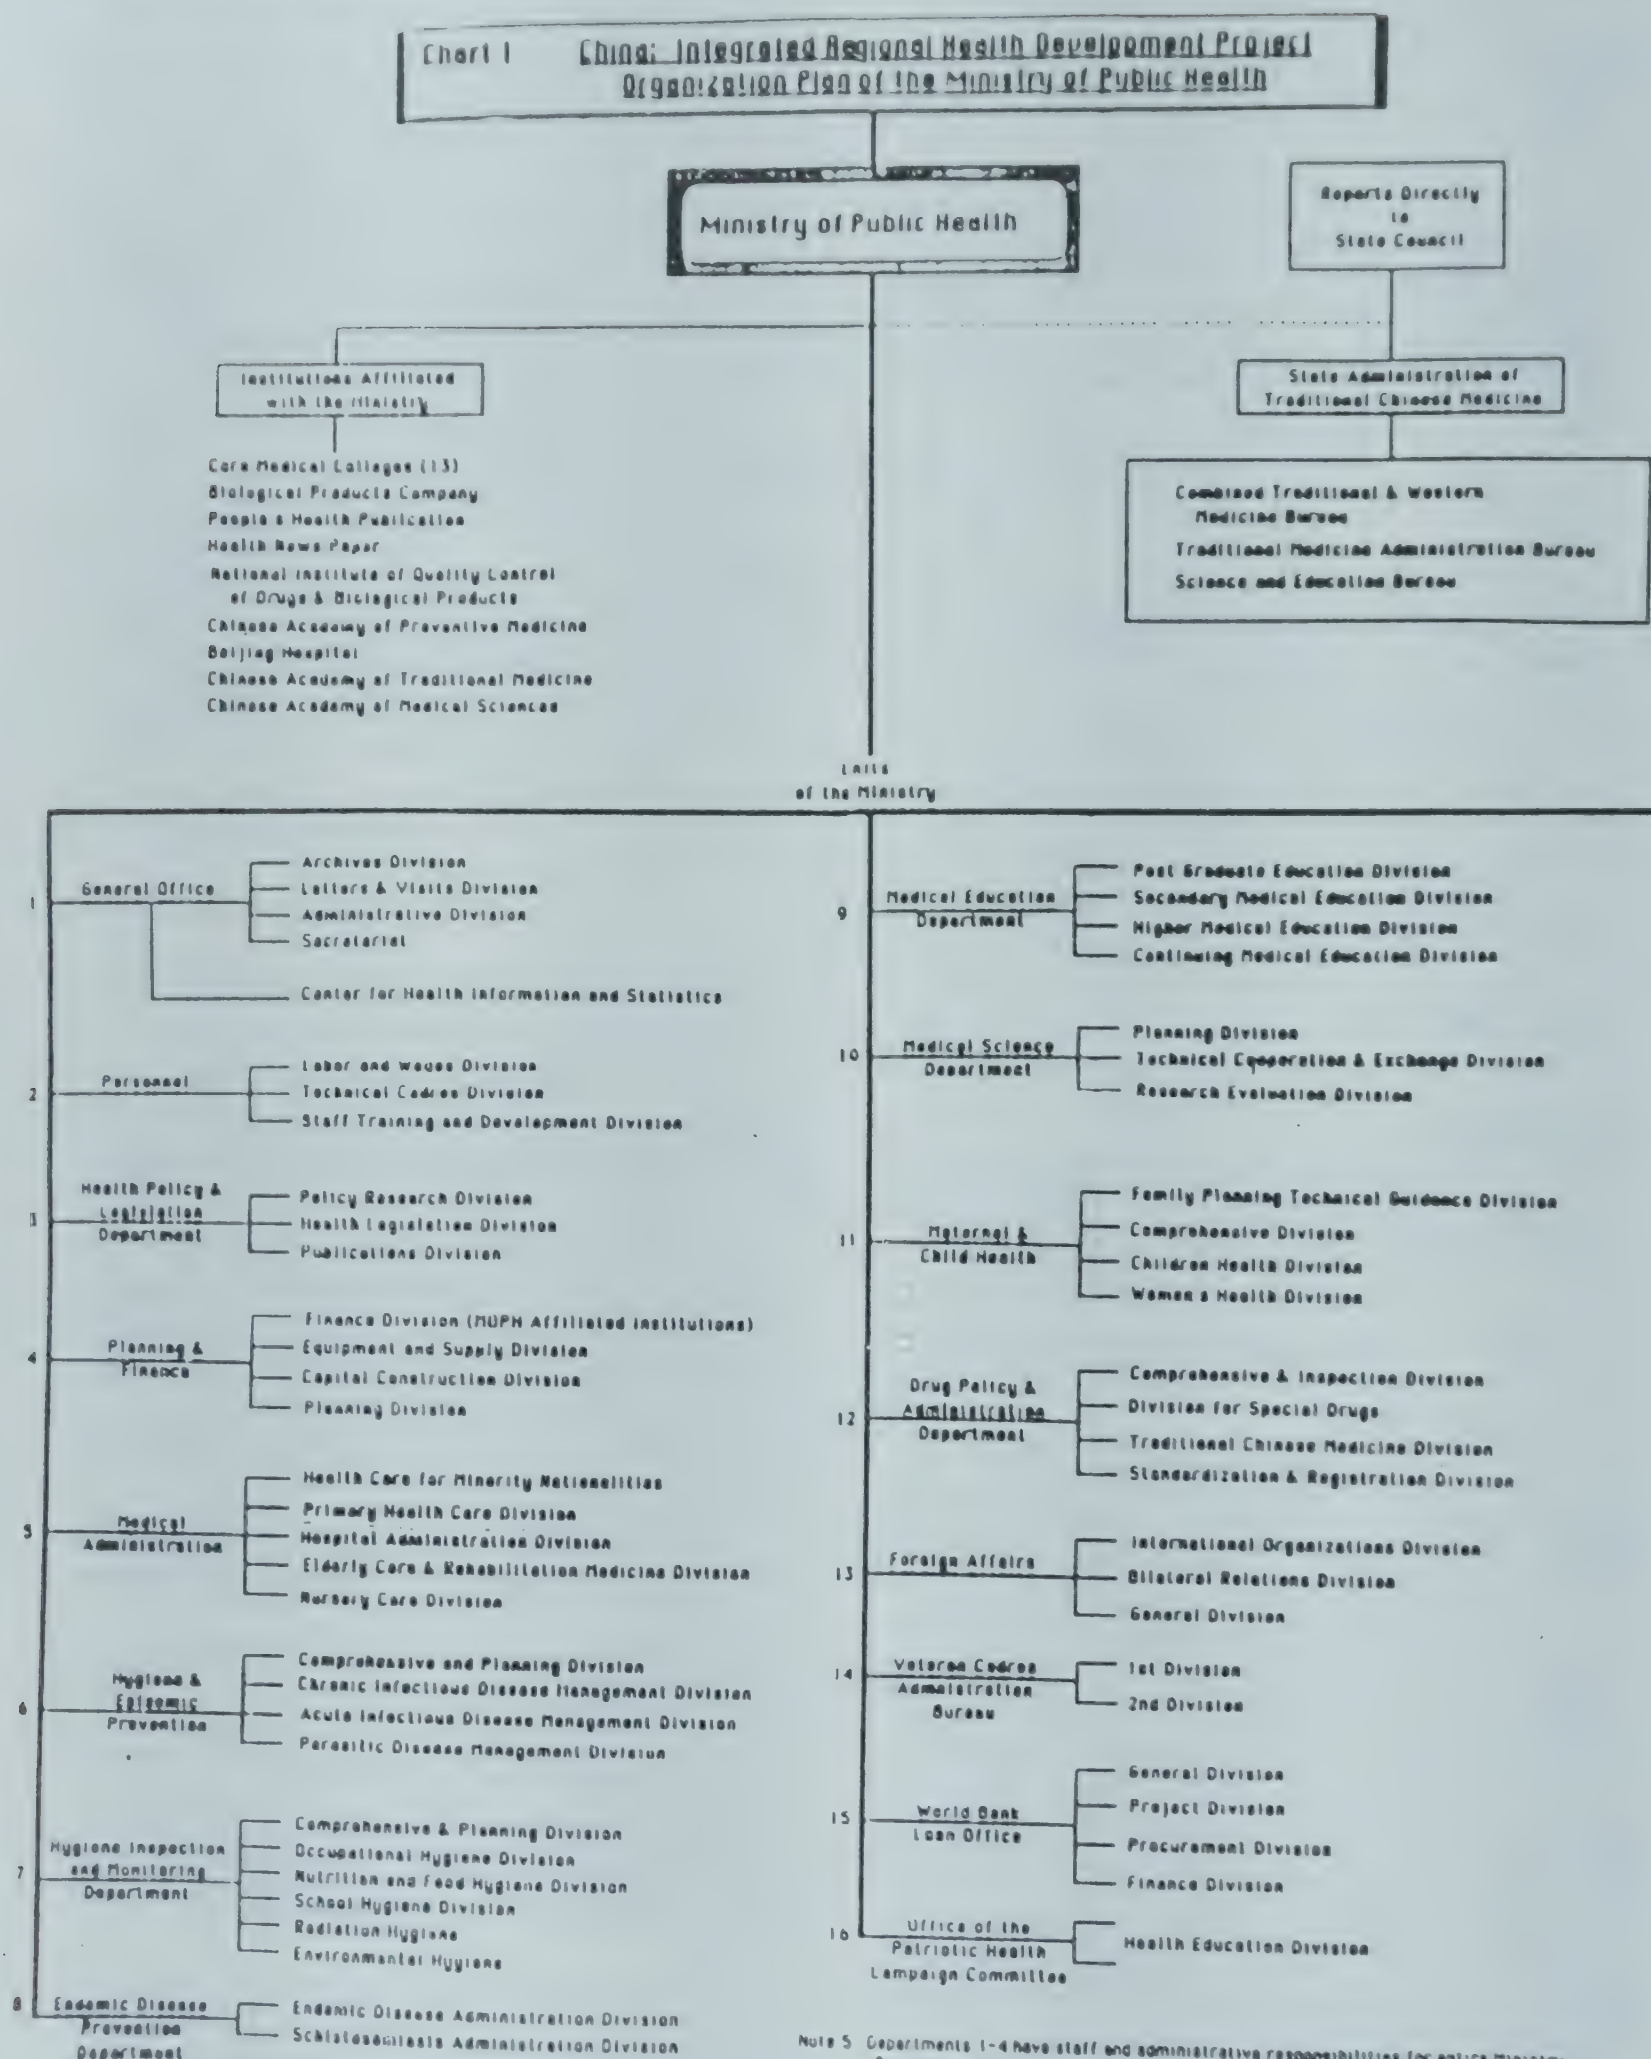 Chart 1
China: Integrated Regional Health Development Project
Organization Plan of the Ministry of Public Health
Ministry of Public Health
Reports Directly
to
State Council
Institutions Affiliated
with the Ministry
State Administration of
Traditional Chinese Medicine
Core Medical Colleges (13)
Biological Products Company
People s Health Publication
Health News Paper
National Institute of Quality Control
of Drugs & Biological Products
Chinese Academy of Preventive Medicine
Beijing Hospital
Chinese Academy of Traditional Medicine
Chinese Academy of Medical Sciences
Combined Traditional & Western
Medicine Bureau
Traditional Medicine Administration Bureau
Science and Education Bureau
Units
of the Ministry
1
General Office
Archives Division
Letters & Visits Division
Administrative Division
Secretarial
Center for Health Information and Statistics
2
Personnel
Labor and Wages Division
Technical Cadres Division
Staff Training and Development Division
3
Health Policy &
Legislation
Department
Policy Research Division
Health Legislation Division
Publications Division
4
Planning &
Finance
Finance Division (MOPH Affiliated Institutions)
Equipment and Supply Division
Capital Construction Division
Planning Division
5
Medical
Administration
Health Care for Minority Nationalities
Primary Health Care Division
Hospital Administration Division
Elderly Care & Rehabilitation Medicine Division
Nursery Care Division
6
Hygiene &
Epidemic
Prevention
Comprehensive and Planning Division
Chronic Infectious Disease Management Division
Acute Infectious Disease Management Division
Parasitic Disease Management Division
7
Hygiene Inspection
and Monitoring
Department
Comprehensive & Planning Division
Occupational Hygiene Division
Nutrition and Food Hygiene Division
School Hygiene Division
Radiation Hygiene
Environmental Hygiene
8
Endemic Disease
Prevention
Department
Endemic Disease Administration Division
Schistosomiasis Administration Division
9
Medical Education
Department
Post Graduate Education Division
Secondary Medical Education Division
Higher Medical Education Division
Continuing Medical Education Division
10
Medical Science
Department
Planning Division
Technical Cooperation & Exchange Division
Research Evaluation Division
11
Maternal &
Child Health
Family Planning Technical Guidance Division
Comprehensive Division
Children Health Division
Women s Health Division
12
Drug Policy &
Administration
Department
Comprehensive & Inspection Division
Division for Special Drugs
Traditional Chinese Medicine Division
Standardization & Registration Division
13
Foreign Affairs
International Organizations Division
Bilateral Relations Division
General Division
14
Veteran Cadres
Administration
Bureau
1st Division
2nd Division
15
World Bank
Loan Office
General Division
Project Division
Procurement Division
Finance Division
16
Office of the
Patriotic Health
Campaign Committee
Health Education Division
Note 5 Departments 1-4 have staff and administrative responsibilities for entire